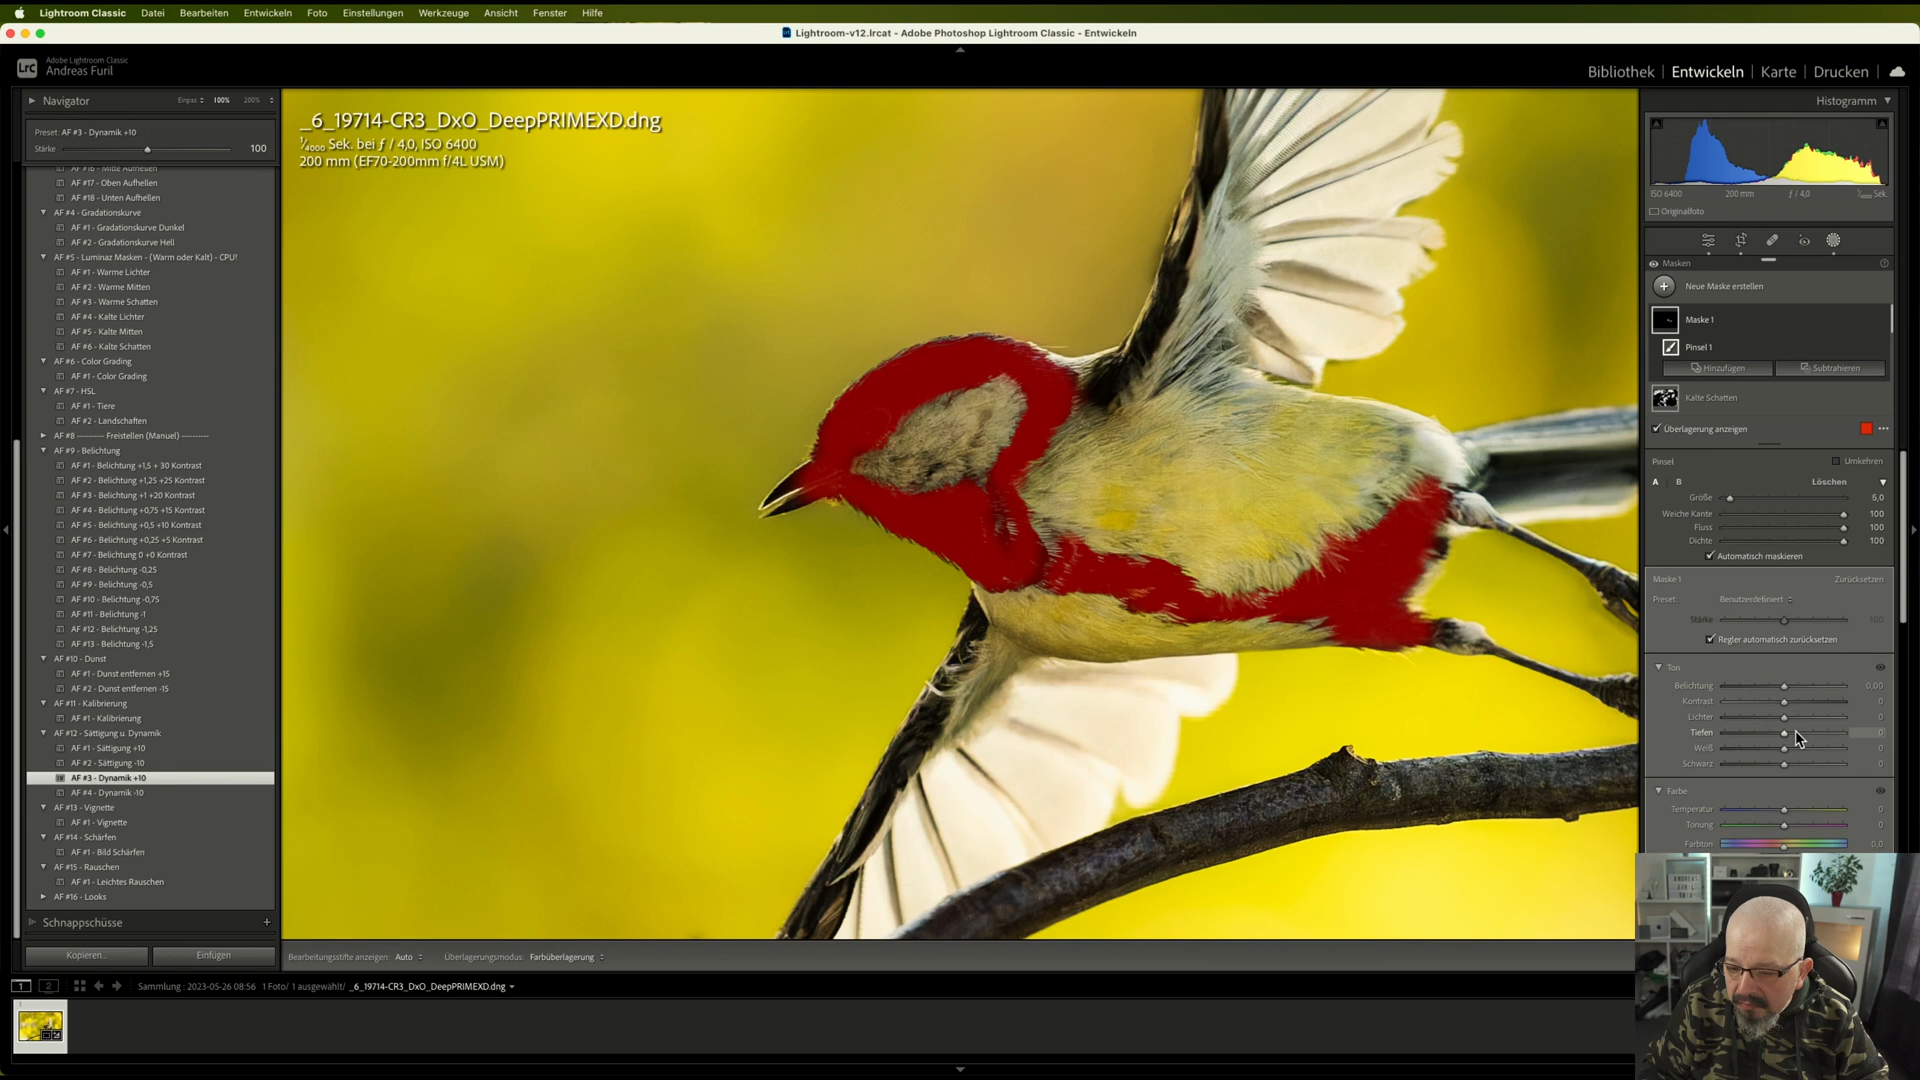 Lightroom Classic Datei Bearbeiten Entwickeln Foto Einstellungen Werkzeuge Ansicht Fenster Hilfe
Lightroom-v12.lrcat - Adobe Photoshop Lightroom Classic - Entwickeln
Lrc
Adobe Lightroom Classic
Andreas Furil
Bibliothek | Entwickeln | Karte | Drucken |
Navigator Einpas 100% 200%
Preset: AF #3 - Dynamik +10
Stärke 100
AF #16 - Mitte Aufhellen
AF #17 - Oben Aufhellen
AF #18 - Unten Aufhellen
AF #4 - Gradationskurve
AF #1 - Gradationskurve Dunkel
AF #2 - Gradationskurve Hell
AF #5 - Luminaz Masken - (Warm oder Kalt) - CPU!
AF #1 - Warme Lichter
AF #2 - Warme Mitten
AF #3 - Warme Schatten
AF #4 - Kalte Lichter
AF #5 - Kalte Mitten
AF #6 - Kalte Schatten
AF #6 - Color Grading
AF #1 - Color Grading
AF #7 - HSL
AF #1 - Tiere
AF #2 - Landschaften
AF #8 ---------- Freistellen (Manuel) ----------
AF #9 - Belichtung
AF #1 - Belichtung +1,5 + 30 Kontrast
AF #2 - Belichtung +1,25 +25 Kontrast
AF #3 - Belichtung +1 +20 Kontrast
AF #4 - Belichtung +0,75 +15 Kontrast
AF #5 - Belichtung +0,5 +10 Kontrast
AF #6 - Belichtung +0,25 +5 Kontrast
AF #7 - Belichtung 0 +0 Kontrast
AF #8 - Belichtung -0,25
AF #9 - Belichtung -0,5
AF #10 - Belichtung -0,75
AF #11 - Belichtung -1
AF #12 - Belichtung -1,25
AF #13 - Belichtung -1,5
AF #10 - Dunst
AF #1 - Dunst entfernen +15
AF #2 - Dunst entfernen -15
AF #11 - Kalibrierung
AF #1 - Kalibrierung
AF #12 - Sättigung u. Dynamik
AF #1 - Sättigung +10
AF #2 - Sättigung -10
AF #3 - Dynamik +10
AF #4 - Dynamik -10
AF #13 - Vignette
AF #1 - Vignette
AF #14 - Schärfen
AF #1 - Bild Schärfen
AF #15 - Rauschen
AF #1 - Leichtes Rauschen
AF #16 - Looks
Schnappschüsse +
Kopieren... Einfügen
_6_19714-CR3_DxO_DeepPRIMEXD.dng
1/4000 Sek. bei ƒ / 4,0, ISO 6400
200 mm (EF70-200mm f/4L USM)
Bearbeitungsstifte anzeigen: Auto Überlagerungsmodus: Farbüberlagerung
1 2 Sammlung : 2023-05-26 08:56 1 Foto/ 1 ausgewählt/ _6_19714-CR3_DxO_DeepPRIMEXD.dng
Histogramm
ISO 6400 200 mm ƒ / 4,0 1/4000 Sek.
Originalfoto
Masken
Neue Maske erstellen
Maske 1
Pinsel 1
Hinzufügen Subtrahieren
Kalte Schatten
Überlagerung anzeigen
Pinsel Umkehren
A B Löschen
Größe 5,0
Weiche Kante 100
Fluss 100
Dichte 100
Automatisch maskieren
Maske 1 Zurücksetzen
Preset: Benutzerdefiniert
Stärke 100
Regler automatisch zurücksetzen
Ton
Belichtung 0,00
Kontrast 0
Lichter 0
Tiefen 0
Weiß 0
Schwarz 0
Farbe
Temperatur 0
Tonung 0
Farbton 0,0